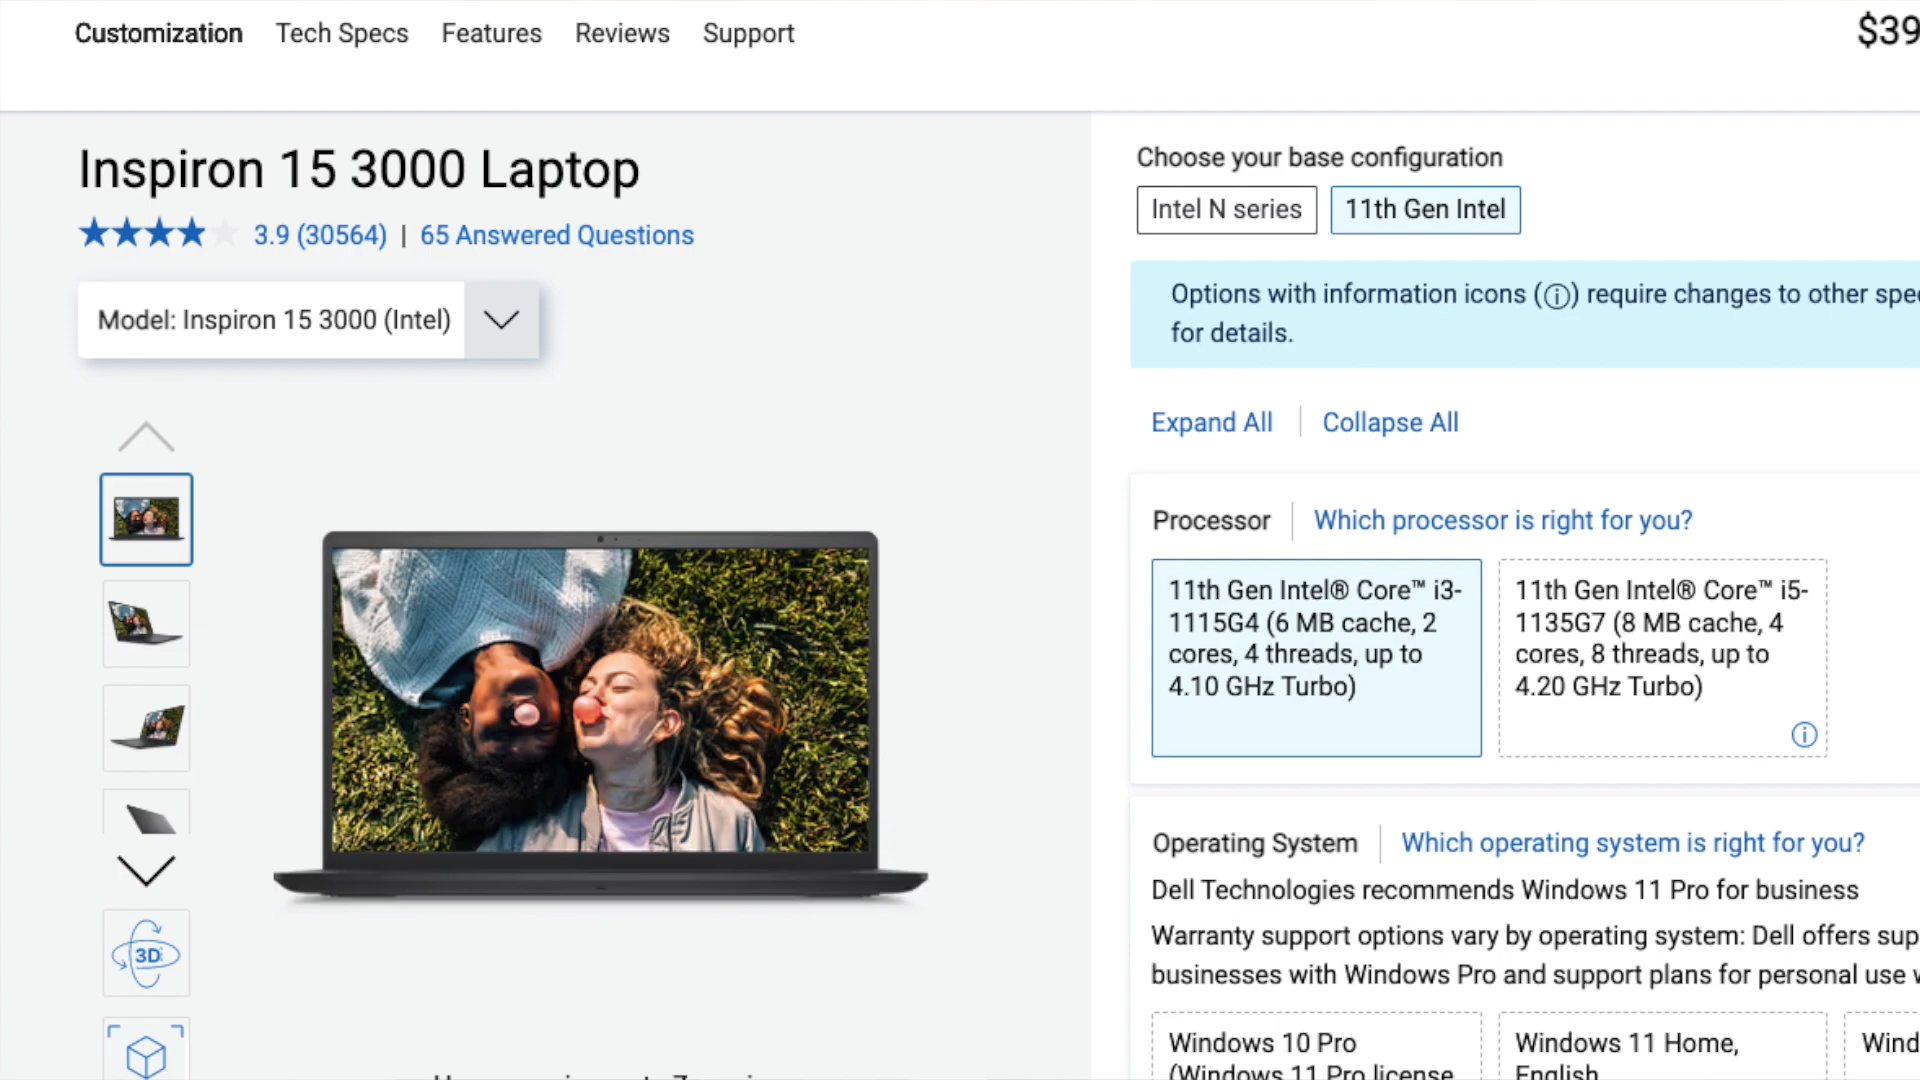 Customization Tech Specs Features Reviews Support
$39
Inspiron 15 3000 Laptop
3.9 (30564) | 65 Answered Questions
Model: Inspiron 15 3000 (Intel)
3D
Choose your base configuration
Intel N series
11th Gen Intel
Options with information icons (ⓘ) require changes to other spe
for details.
Expand All
Collapse All
Processor
Which processor is right for you?
11th Gen Intel® Core™ i3-
1115G4 (6 MB cache, 2
cores, 4 threads, up to
4.10 GHz Turbo)
11th Gen Intel® Core™ i5-
1135G7 (8 MB cache, 4
cores, 8 threads, up to
4.20 GHz Turbo)
Operating System
Which operating system is right for you?
Dell Technologies recommends Windows 11 Pro for business
Warranty support options vary by operating system: Dell offers sup
businesses with Windows Pro and support plans for personal use
Windows 10 Pro
(Windows 11 Pro license
Windows 11 Home,
English
Wind